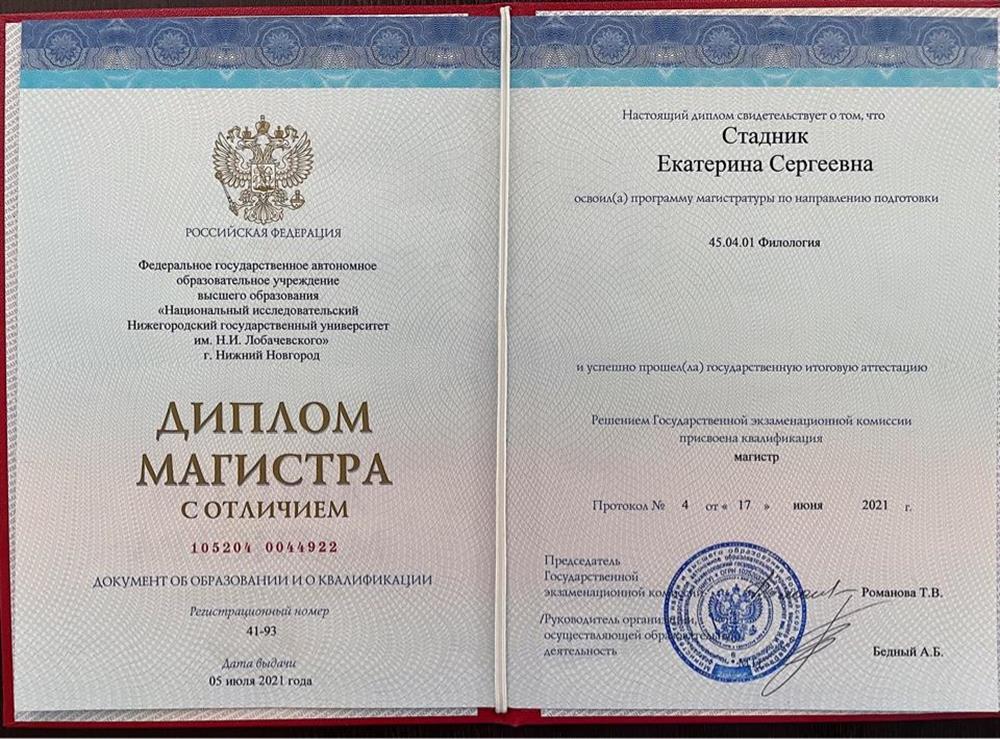 РОССИЙСКАЯ ФЕДЕРАЦИЯ
Федеральное государственное автономное
образовательное учреждение
высшего образования
«Национальный исследовательский
Нижегородский государственный университет
им. Н.И. Лобачевского»
г. Нижний Новгород
ДИПЛОМ
МАГИСТРА
С ОТЛИЧИЕМ
105204 0044922
ДОКУМЕНТ ОБ ОБРАЗОВАНИИ И О КВАЛИФИКАЦИИ
Регистрационный номер
41-93
Дата выдачи
05 июля 2021 года
Настоящий диплом свидетельствует о том, что
Стадник
Екатерина Сергеевна
освоил(а) программу магистратуры по направлению подготовки
45.04.01 Филология
и успешно прошел(ла) государственную итоговую аттестацию
Решением Государственной экзаменационной комиссии
присвоена квалификация
магистр
Протокол № 4 от « 17 » июня 2021 г.
Председатель
Государственной
экзаменационной
Романова Т.В.
Руководитель
осуществляющей
деятельность
Бедный А.Б.